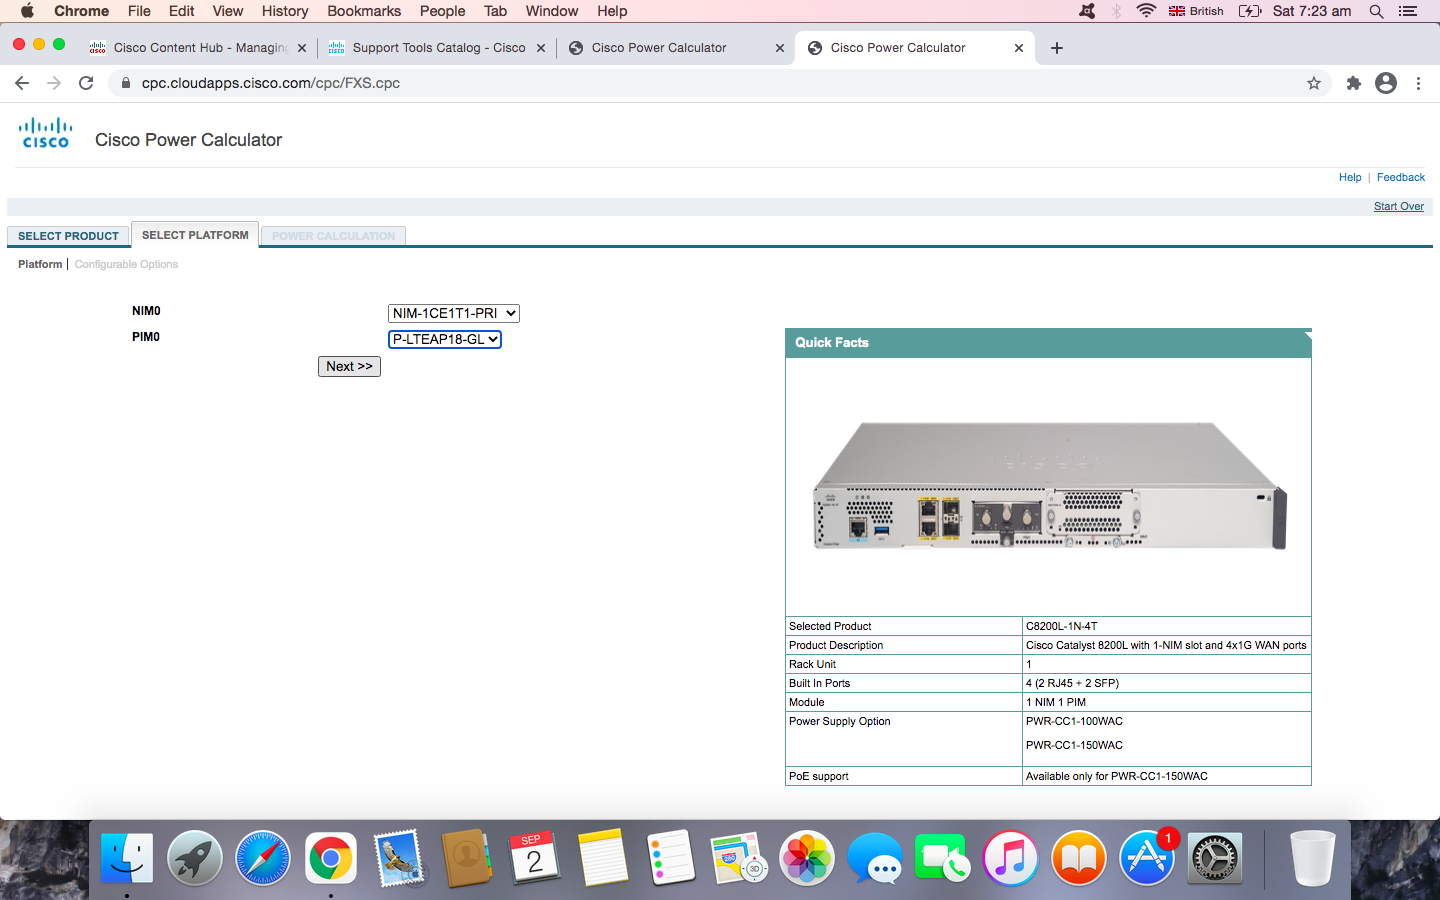 Chrome File Edit View History Bookmarks People Tab Window Help British Sat 7:23 am
Cisco Content Hub - Managing Support Tools Catalog - Cisco Cisco Power Calculator Cisco Power Calculator
cpc.cloudapps.cisco.com/cpc/FXS.cpc
CISCO Cisco Power Calculator
Help | Feedback
Start Over
SELECT PRODUCT SELECT PLATFORM POWER CALCULATION
Platform | Configurable Options
NIM0 NIM-1CE1T1-PRI
PIM0 P-LTEAP18-GL
Next >>
Quick Facts
Selected Product C8200L-1N-4T
Product Description Cisco Catalyst 8200L with 1-NIM slot and 4x1G WAN ports
Rack Unit 1
Built In Ports 4 (2 RJ45 + 2 SFP)
Module 1 NIM 1 PIM
Power Supply Option PWR-CC1-100WAC
PWR-CC1-150WAC
PoE support Available only for PWR-CC1-150WAC
SEP
2
280
3D
1